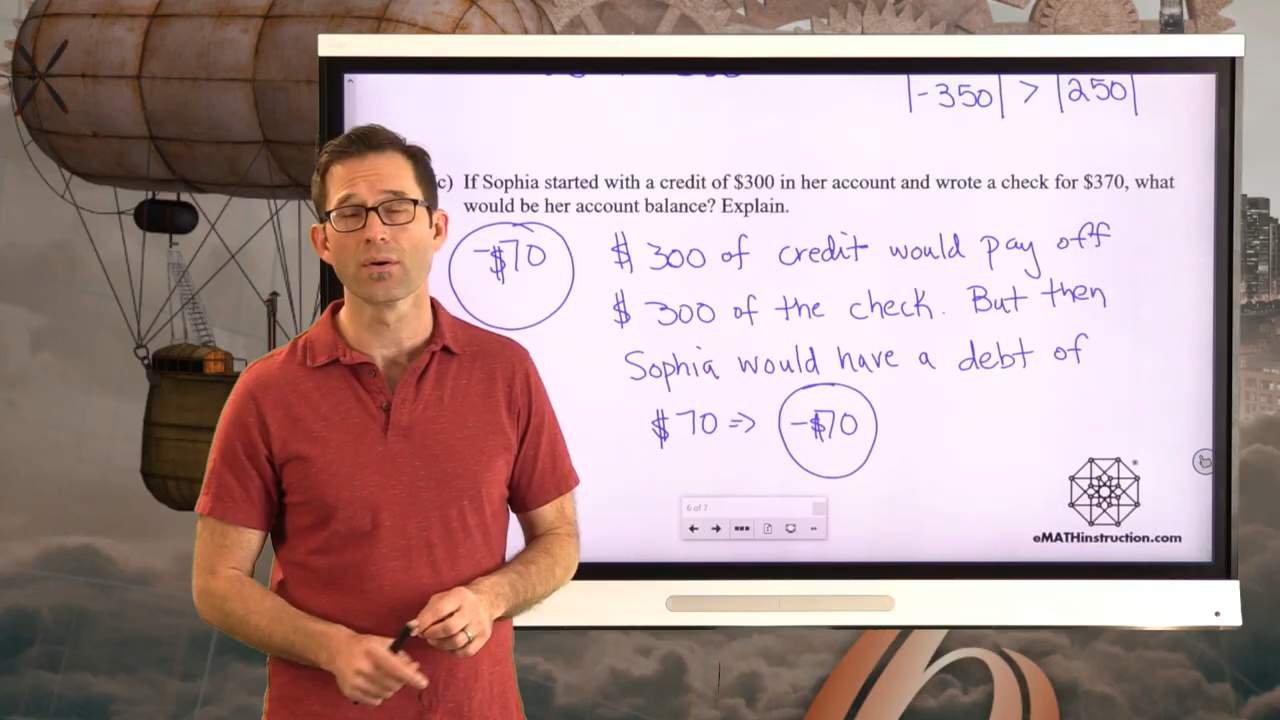 |-350| > |250|
c) If Sophia started with a credit of $300 in her account and wrote a check for $370, what
would be her account balance? Explain.
-$70
$300 of credit would pay off
$300 of the check. But then
Sophia would have a debt of
$70 => -$70
6 of 7
eMATHinstruction.com